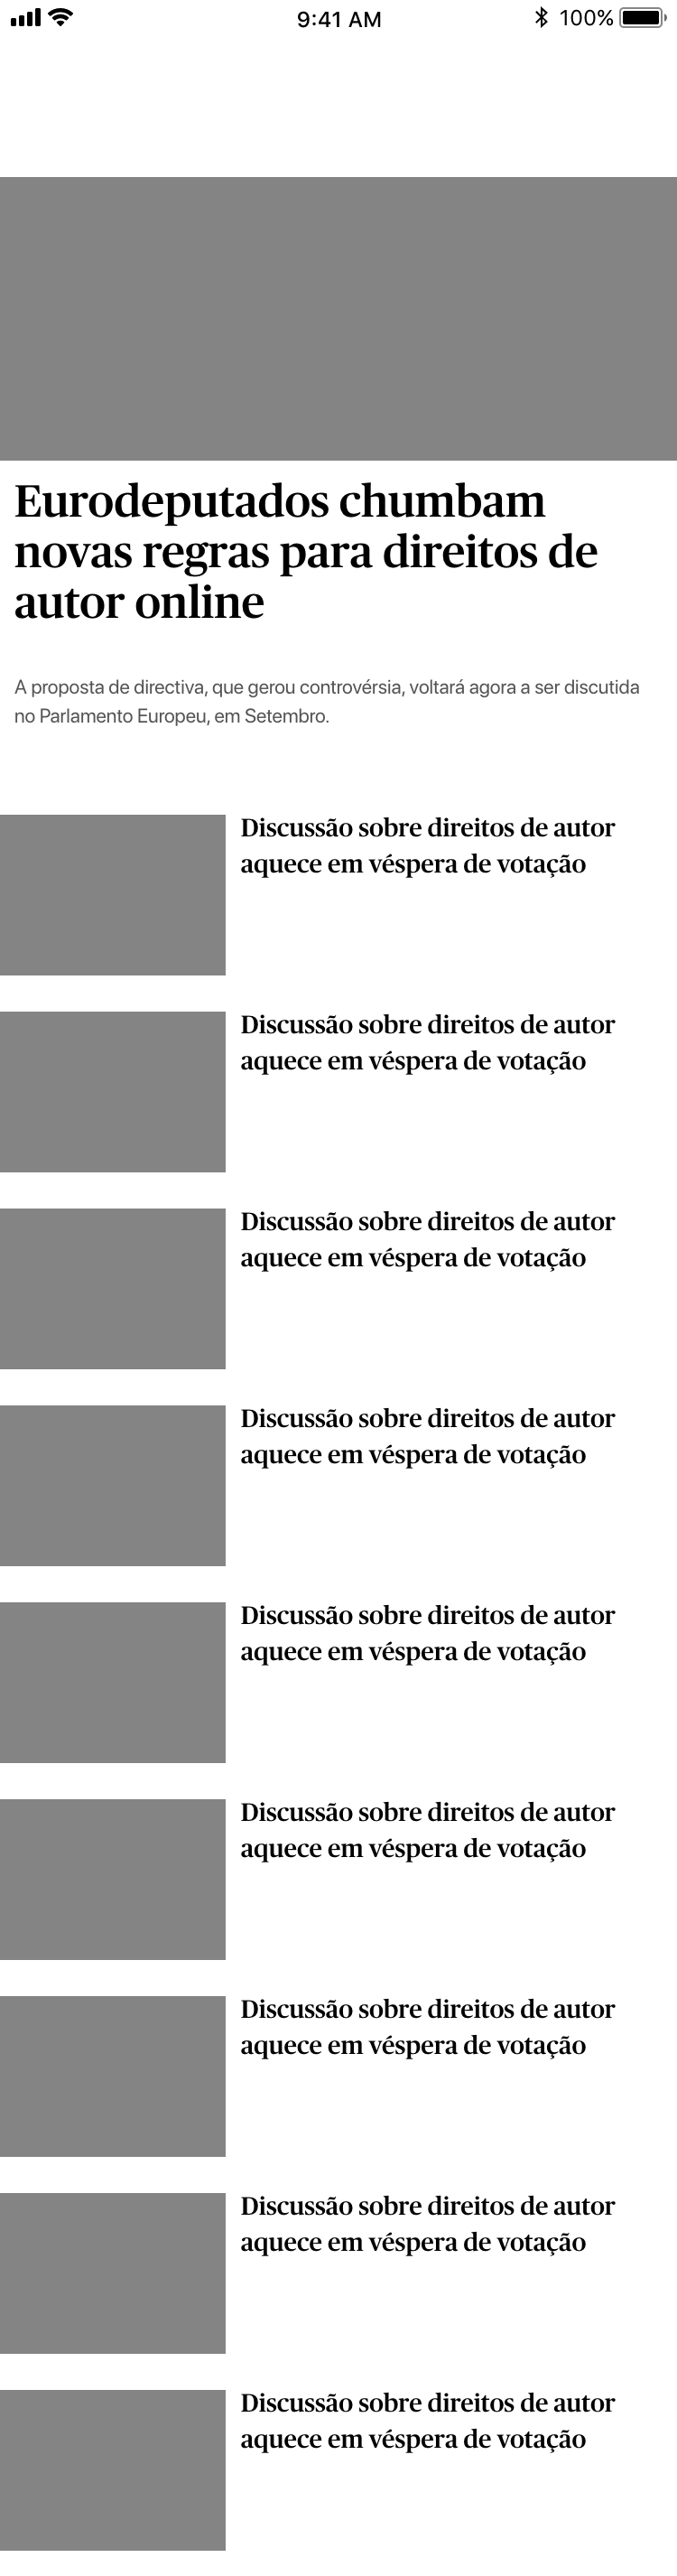 9:41 AM
100%
Eurodeputados chumbam
novas regras para direitos de
autor online
A proposta de directiva, que gerou controvérsia, voltará agora a ser discutida
no Parlamento Europeu, em Setembro.
Discussão sobre direitos de autor
aquece em véspera de votação
Discussão sobre direitos de autor
aquece em véspera de votação
Discussão sobre direitos de autor
aquece em véspera de votação
Discussão sobre direitos de autor
aquece em véspera de votação
Discussão sobre direitos de autor
aquece em véspera de votação
Discussão sobre direitos de autor
aquece em véspera de votação
Discussão sobre direitos de autor
aquece em véspera de votação
Discussão sobre direitos de autor
aquece em véspera de votação
Discussão sobre direitos de autor
aquece em véspera de votação